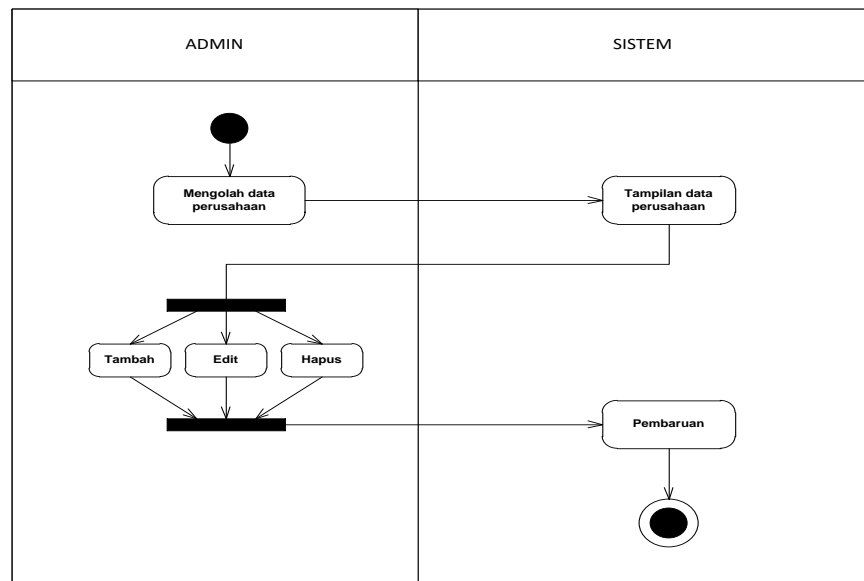 ADMIN
SISTEM
Mengolah data
perusahaan
Tampilan data
perusahaan
Tambah
Edit
Hapus
Pembaruan